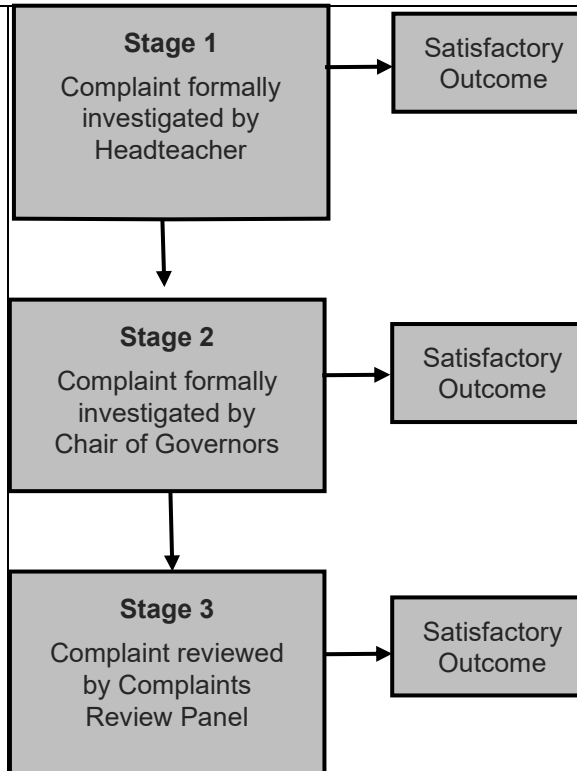 Stage 1
Complaint formally
investigated by
Headteacher
Satisfactory
Outcome
Stage 2
Complaint formally
investigated by
Chair of Governors
Satisfactory
Outcome
Stage 3
Complaint reviewed
by Complaints
Review Panel
Satisfactory
Outcome